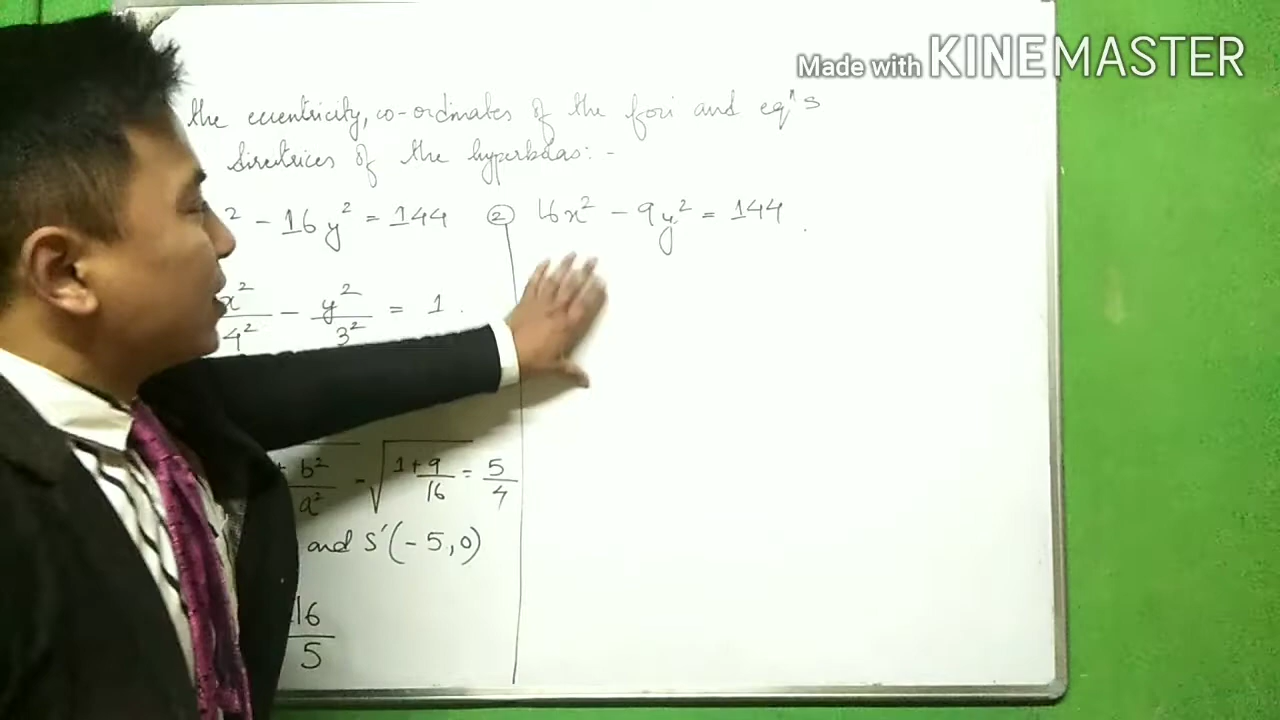 Made with KINEMASTER
the eccentricity, co-ordinates of the foci and eqⁿs
directrices of the hyperbolas: -
² - 16y² = 144
② 16x² - 9y² = 144.
x²/4² - y²/3² = 1.
+ b²/a² = √(1+9/16) = 5/4
and S'(-5,0)
16/5